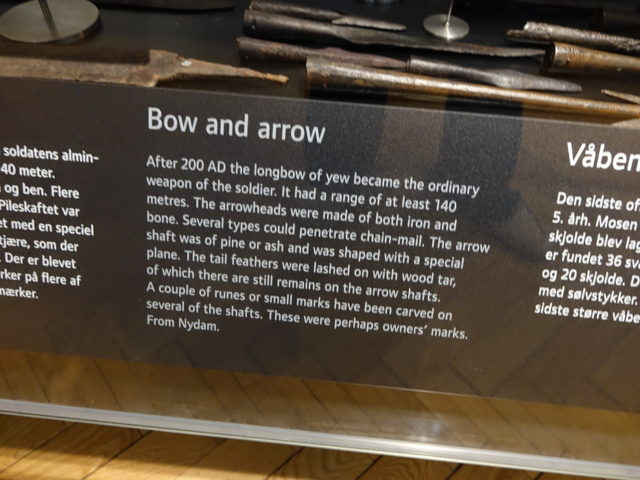 soldatens almin-
40 meter.
og ben. Flere
Pileskaftet var
et med en speciel
tjære, som der
. Der er blevet
rker på flere af
mærker.
Bow and arrow
After 200 AD the longbow of yew became the ordinary
weapon of the soldier. It had a range of at least 140
metres. The arrowheads were made of both iron and
bone. Several types could penetrate chain-mail. The arrow
shaft was of pine or ash and was shaped with a special
plane. The tail feathers were lashed on with wood tar,
of which there are still remains on the arrow shafts.
A couple of runes or small marks have been carved on
several of the shafts. These were perhaps owners' marks.
From Nydam.
Våben
Den sidste of
5. årh. Mosen
skjolde blev lag
er fundet 36 svæ
og 20 skjolde. D
med sølvstykker.
sidste større våbe